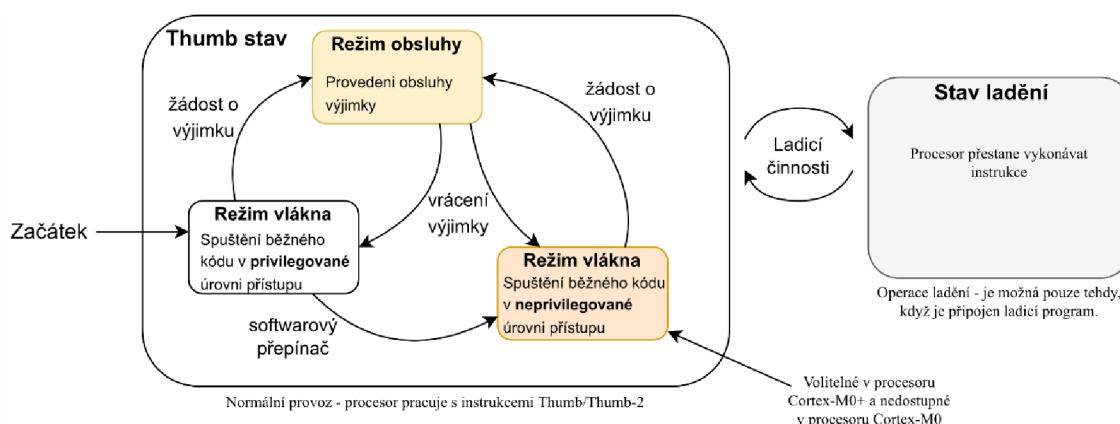 Thumb stav
Režim obsluhy
Provedeni obsluhy
výjimky
žádost o
výjimku
žádost o
výjimku
vrácení
výjimky
Začátek
Režim vlákna
Spuštění běžného
kódu v privilegované
úrovni přístupu
Režim vlákna
Spuštění běžného kódu
v neprivilegované
úrovni přístupu
softwarový
přepínač
Normální provoz - procesor pracuje s instrukcemi Thumb/Thumb-2
Ladicí
činnosti
Stav ladění
Procesor přestane vykonávat
instrukce
Operace ladění - je možná pouze tehdy,
když je připojen ladicí program.
Volitelné v procesoru
Cortex-M0+ a nedostupné
v procesoru Cortex-M0